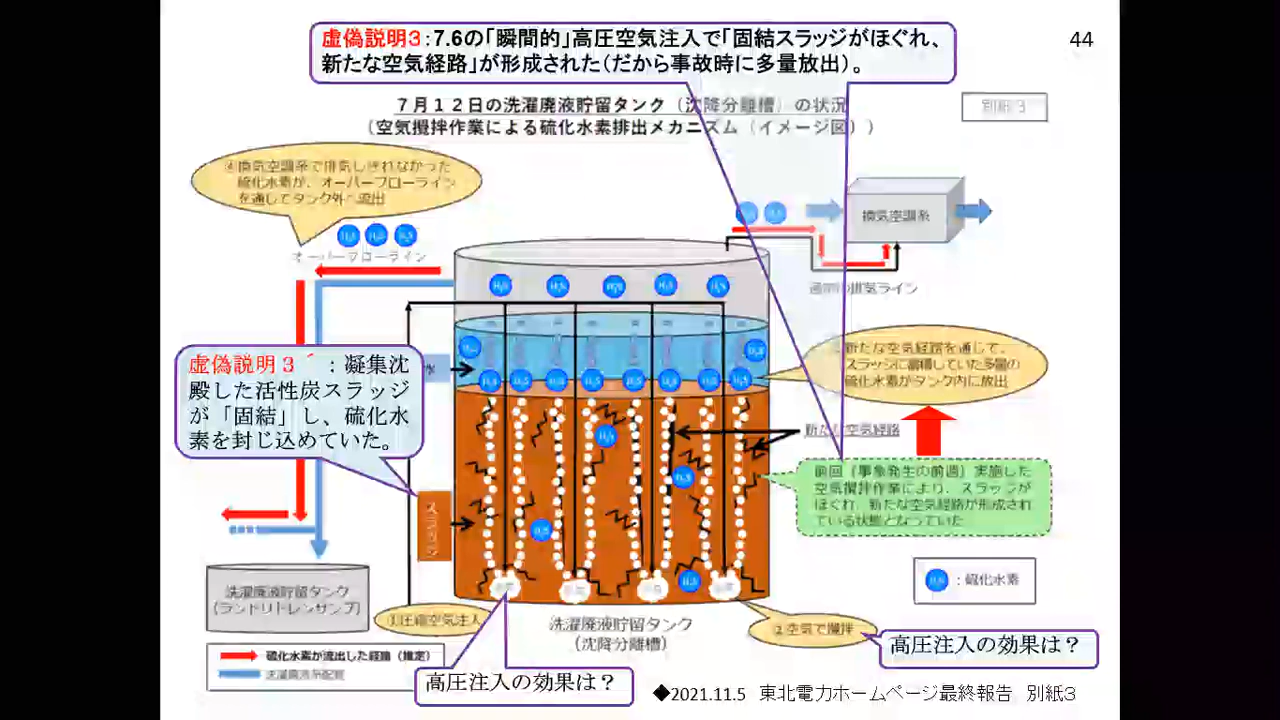 虚偽説明3：7.6の「瞬間的」高圧空気注入で「固結スラッジがほぐれ、
新たな空気経路」が形成された（だから事故時に多量放出）。
44
７月１２日の洗濯廃液貯留タンク（沈降分離槽）の状況
（空気攪拌作業による硫化水素排出メカニズム（イメージ図））
別紙３
④換気空調系で排気しきれなかった
硫化水素が、オーバーフローライン
を通じてタンク外へ流出
オーバーフローライン
換気空調系
排気ライン
虚偽説明３´：凝集沈
殿した活性炭スラッジ
が「固結」し、硫化水
素を封じ込めていた。
水
新たな空気経路を通じて、
スラッジに蓄積していた多量の
硫化水素がタンク内に放出
新たな空気経路
前回（事象発生の前週）実施した
空気攪拌作業により、スラッジが
ほぐれ、新たな空気経路が形成され
ている状態となっていた
スラッジ
H₂S：硫化水素
洗濯廃液貯留タンク
（ランドリドレンサンプ）
①圧縮空気注入
洗濯廃液貯留タンク
（沈降分離槽）
②空気で攪拌
高圧注入の効果は？
硫化水素が流出した経路（推定）
洗濯廃液系配管
高圧注入の効果は？
◆2021.11.5　東北電力ホームページ最終報告　別紙３